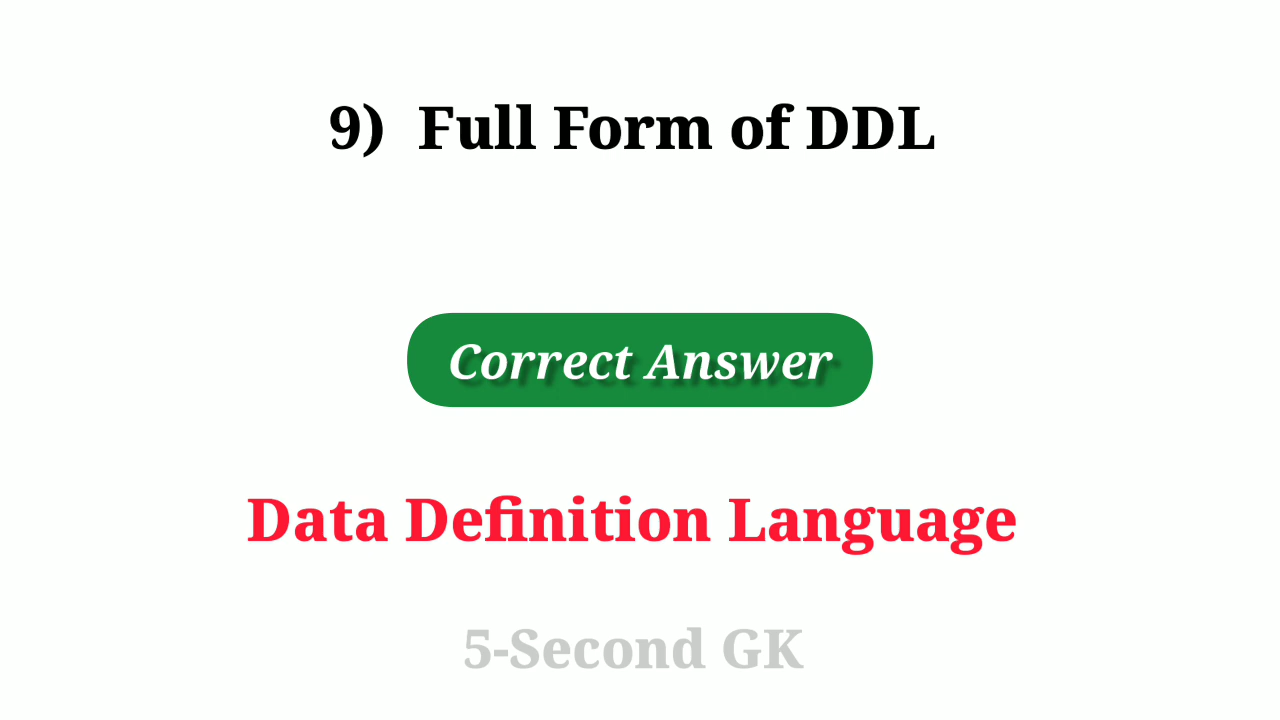 9) Full Form of DDL
Correct Answer
Data Definition Language
5-Second GK